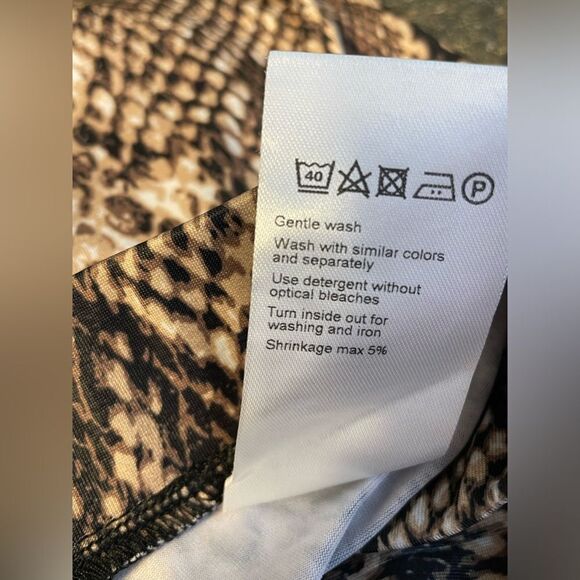 40 P
Gentle wash
Wash with similar colors
and separately
Use detergent without
optical bleaches
Turn inside out for
washing and iron
Shrinkage max 5%